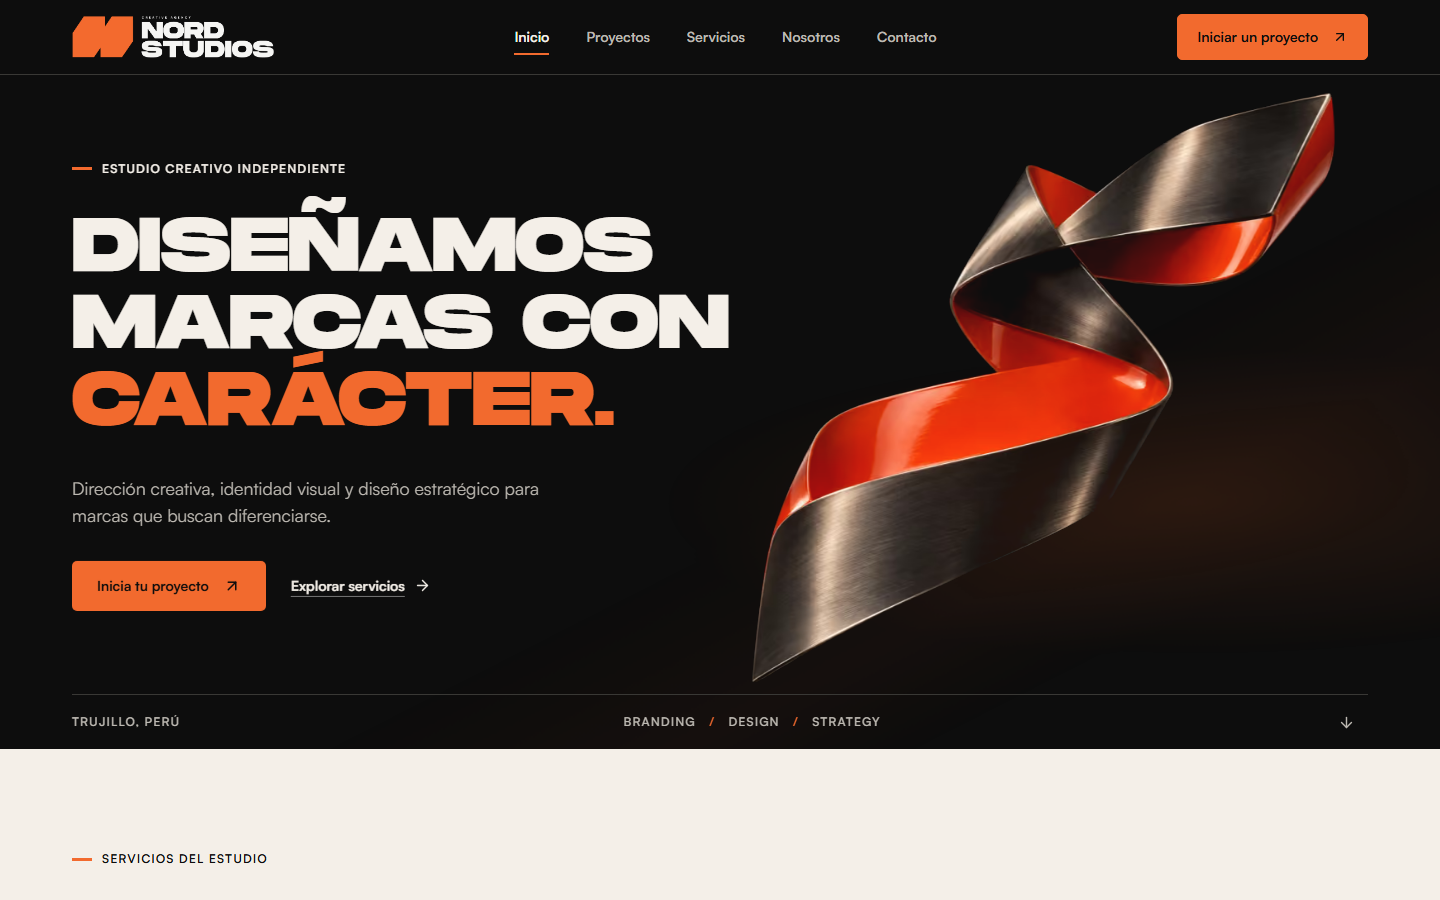 CREATIVE AGENCY
NORD
STUDIOS
Inicio
Proyectos
Servicios
Nosotros
Contacto
Iniciar un proyecto
ESTUDIO CREATIVO INDEPENDIENTE
DISEÑAMOS
MARCAS CON
CARÁCTER.
Dirección creativa, identidad visual y diseño estratégico para
marcas que buscan diferenciarse.
Inicia tu proyecto
Explorar servicios
TRUJILLO, PERÚ
BRANDING / DESIGN / STRATEGY
SERVICIOS DEL ESTUDIO